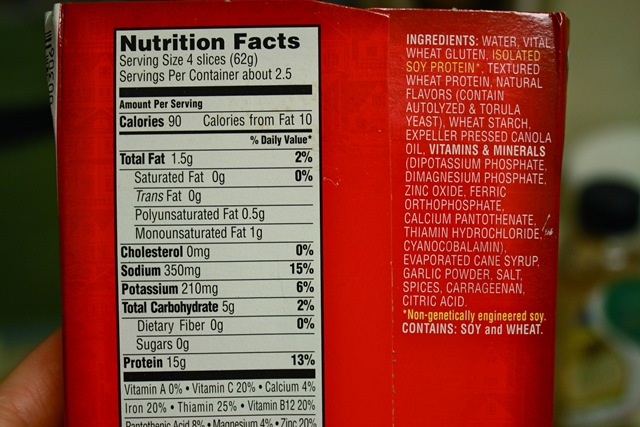 Nutrition Facts
Serving Size 4 slices (62g)
Servings Per Container about 2.5
Amount Per Serving
Calories 90 Calories from Fat 10
% Daily Value*
Total Fat 1.5g 2%
Saturated Fat 0g 0%
Trans Fat 0g
Polyunsaturated Fat 0.5g
Monounsaturated Fat 1g
Cholesterol 0mg 0%
Sodium 350mg 15%
Potassium 210mg 6%
Total Carbohydrate 5g 2%
Dietary Fiber 0g 0%
Sugars 0g
Protein 15g 13%
Vitamin A 0% • Vitamin C 20% • Calcium 4%
Iron 20% • Thiamin 25% • Vitamin B12 20%
Pantothenic Acid 8% • Magnesium 4% • Zinc 20%
INGREDIENTS: WATER, VITAL
WHEAT GLUTEN, ISOLATED
SOY PROTEIN*, TEXTURED
WHEAT PROTEIN, NATURAL
FLAVORS (CONTAIN
AUTOLYZED & TORULA
YEAST), WHEAT STARCH,
EXPELLER PRESSED CANOLA
OIL, VITAMINS & MINERALS
(DIPOTASSIUM PHOSPHATE,
DIMAGNESIUM PHOSPHATE,
ZINC OXIDE, FERRIC
ORTHOPHOSPHATE,
CALCIUM PANTOTHENATE,
THIAMIN HYDROCHLORIDE,
CYANOCOBALAMIN),
EVAPORATED CANE SYRUP,
GARLIC POWDER, SALT,
SPICES, CARRAGEENAN,
CITRIC ACID.
*Non-genetically engineered soy.
CONTAINS: SOY and WHEAT.